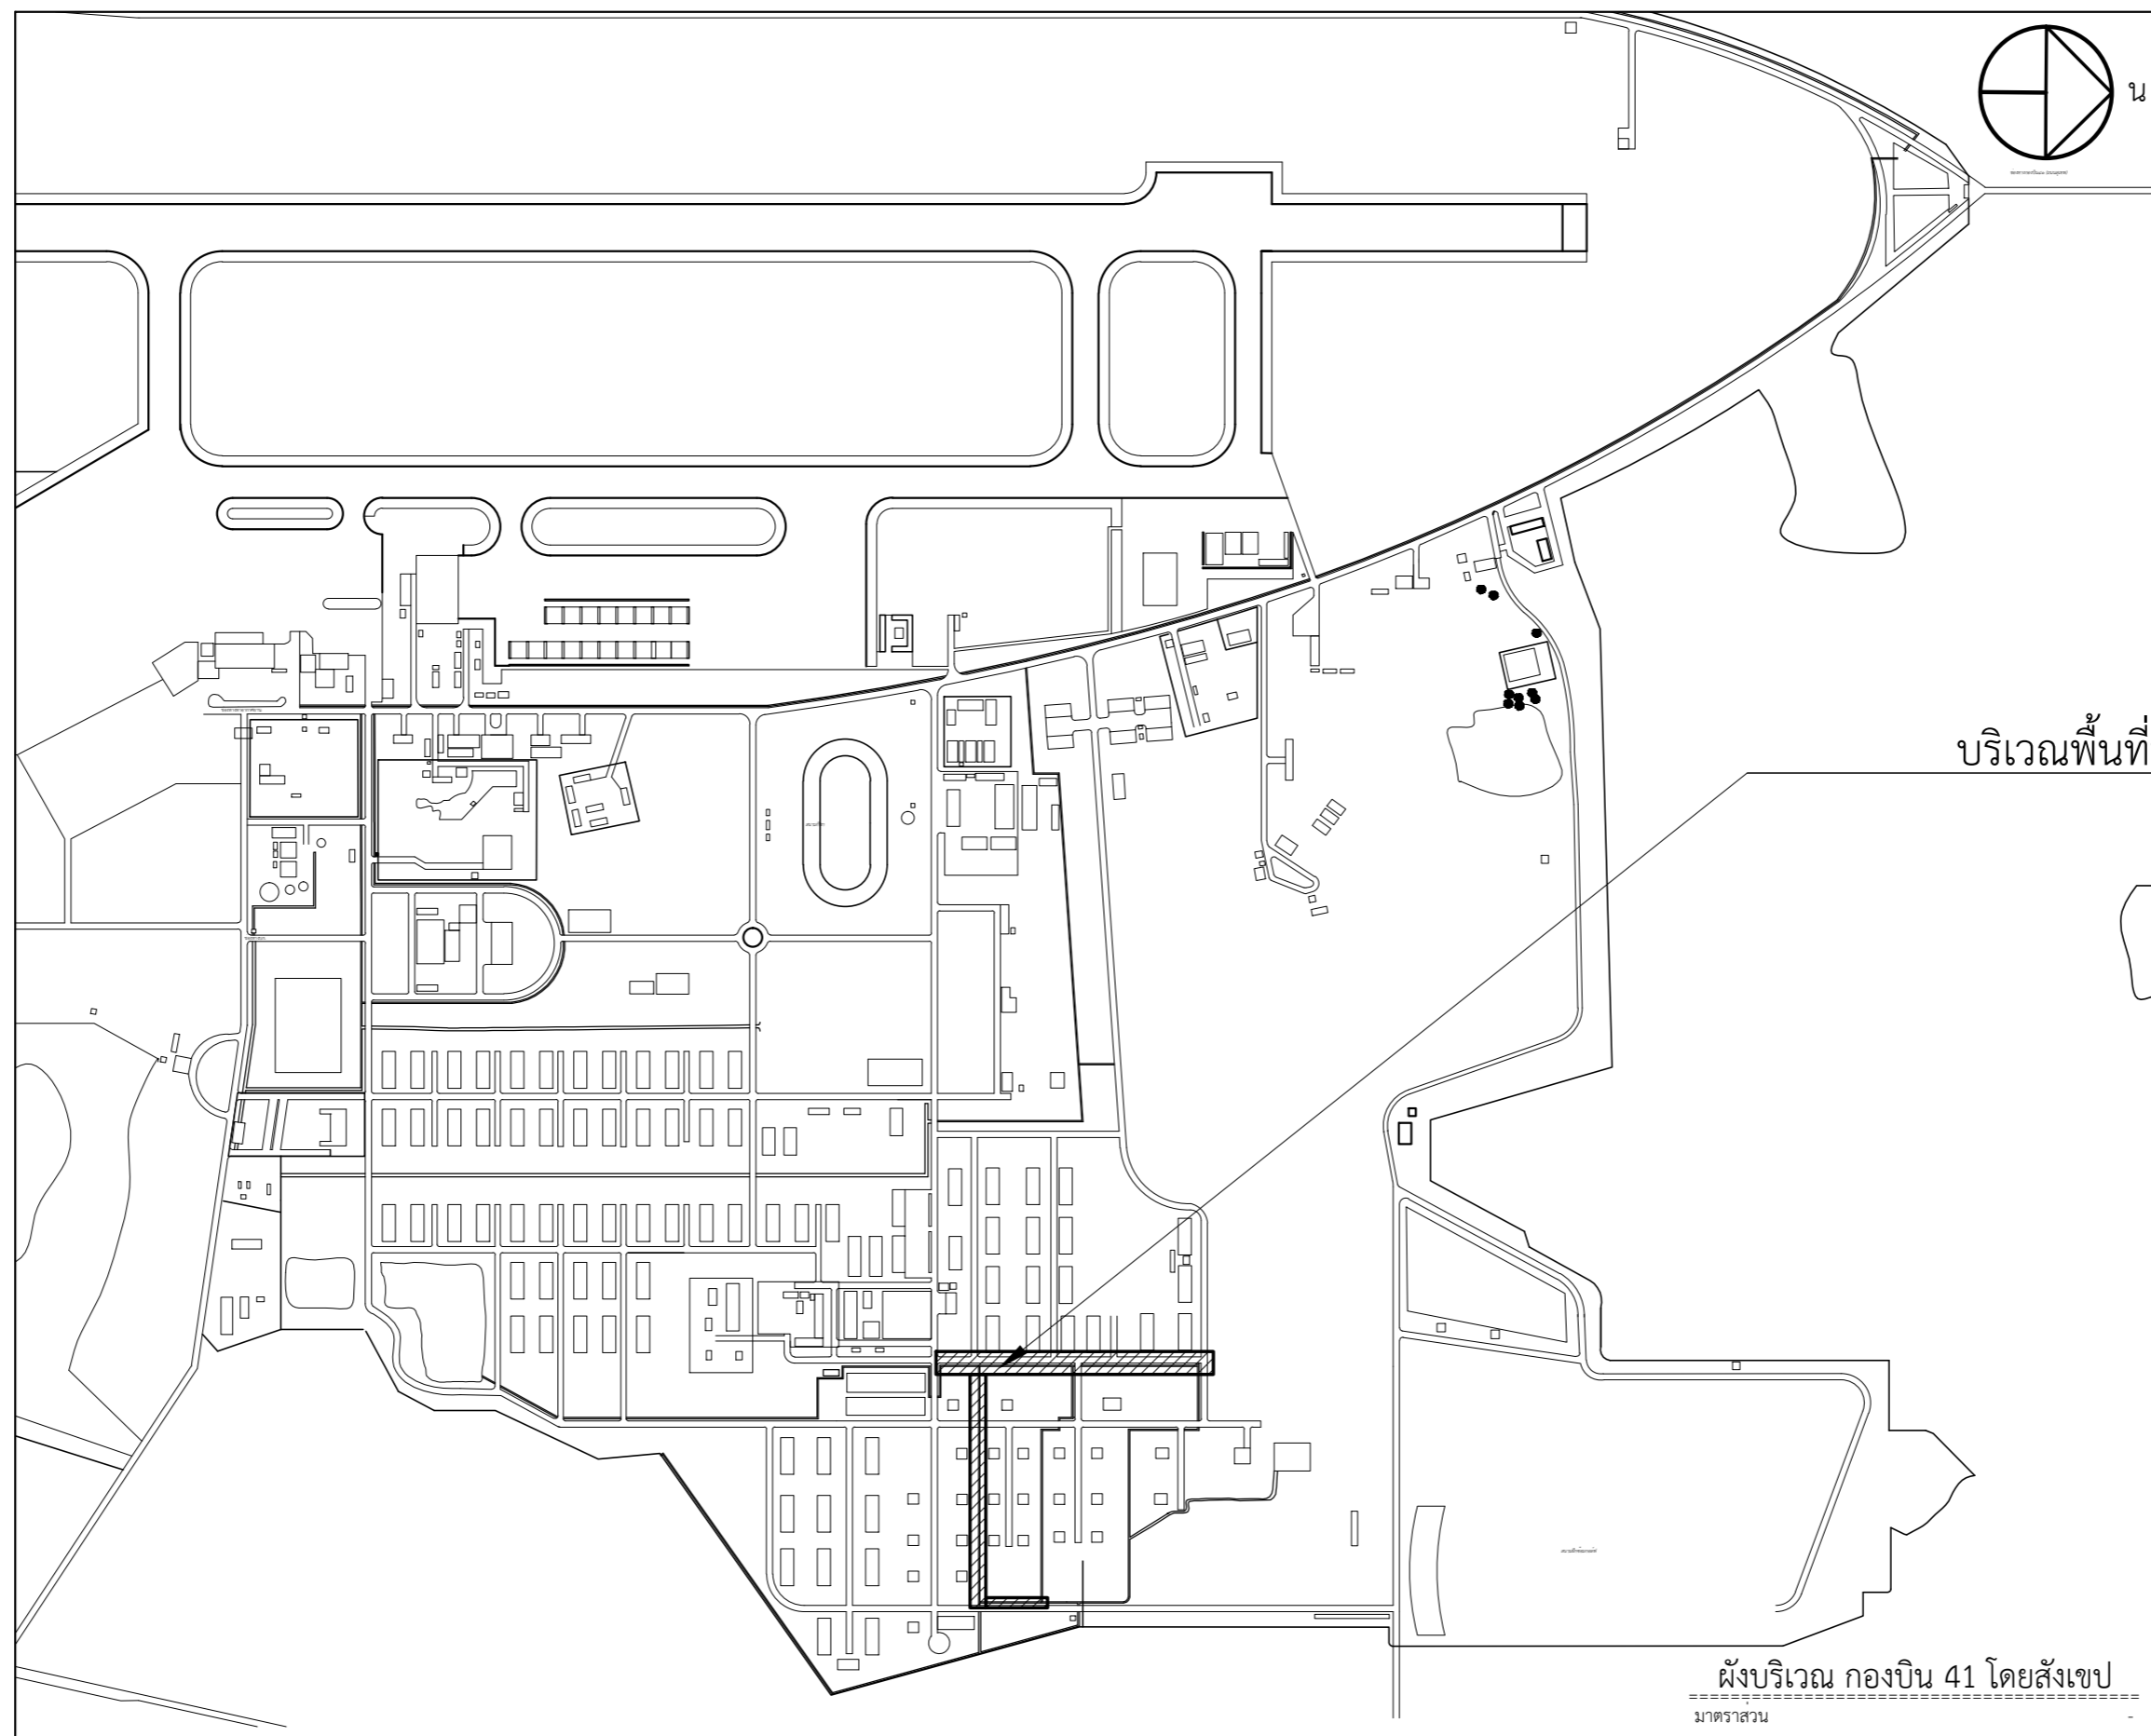 น
บริเวณพื้นที่
ผังบริเวณ กองบิน 41 โดยสังเขป
มาตราส่วน -